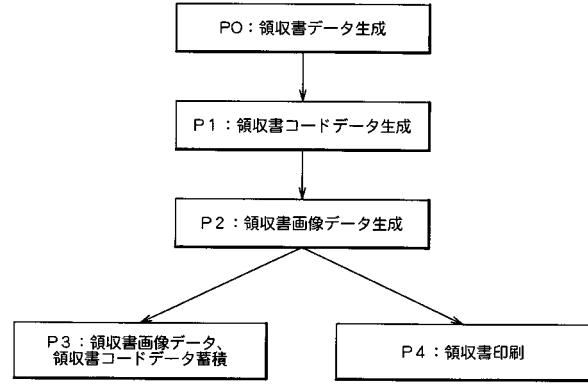 P0：領収書データ生成
P1：領収書コードデータ生成
P2：領収書画像データ生成
P3：領収書画像データ、
領収書コードデータ蓄積
P4：領収書印刷